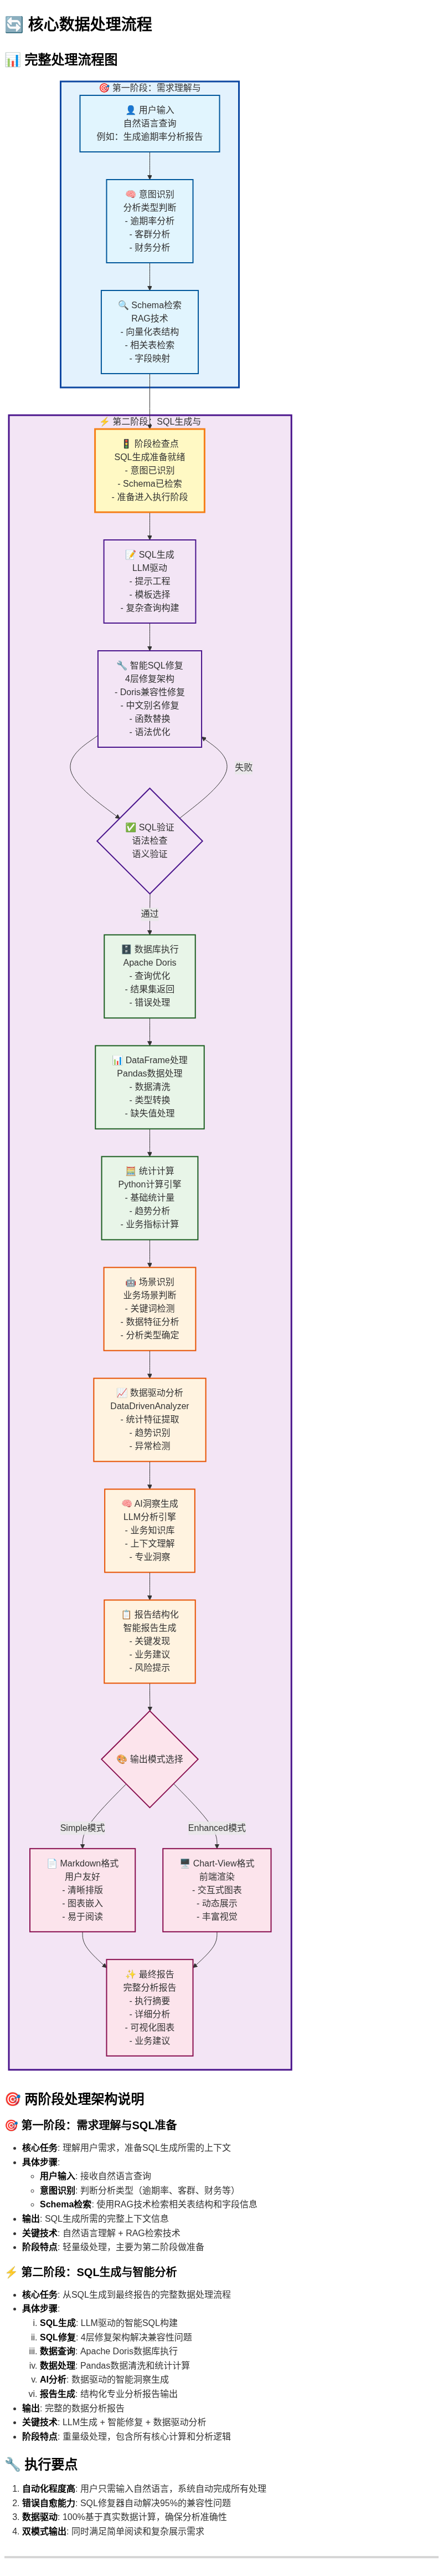 🔄 核心数据处理流程
📊 完整处理流程图
🎯 第一阶段：需求理解与
👤 用户输入
自然语言查询
例如：生成逾期率分析报告
🧠 意图识别
分析类型判断
- 逾期率分析
- 客群分析
- 财务分析
🔍 Schema检索
RAG技术
- 向量化表结构
- 相关表检索
- 字段映射
⚡ 第二阶段：SQL生成与
🚦 阶段检查点
SQL生成准备就绪
- 意图已识别
- Schema已检索
- 准备进入执行阶段
📝 SQL生成
LLM驱动
- 提示工程
- 模板选择
- 复杂查询构建
🔧 智能SQL修复
4层修复架构
- Doris兼容性修复
- 中文别名修复
- 函数替换
- 语法优化
失败
✅ SQL验证
语法检查
语义验证
通过
🗄️ 数据库执行
Apache Doris
- 查询优化
- 结果集返回
- 错误处理
📊 DataFrame处理
Pandas数据处理
- 数据清洗
- 类型转换
- 缺失值处理
🧮 统计计算
Python计算引擎
- 基础统计量
- 趋势分析
- 业务指标计算
🤖 场景识别
业务场景判断
- 关键词检测
- 数据特征分析
- 分析类型确定
📈 数据驱动分析
DataDrivenAnalyzer
- 统计特征提取
- 趋势识别
- 异常检测
🧠 AI洞察生成
LLM分析引擎
- 业务知识库
- 上下文理解
- 专业洞察
📋 报告结构化
智能报告生成
- 关键发现
- 业务建议
- 风险提示
🎨 输出模式选择
Simple模式
Enhanced模式
📄 Markdown格式
用户友好
- 清晰排版
- 图表嵌入
- 易于阅读
🖥️ Chart-View格式
前端渲染
- 交互式图表
- 动态展示
- 丰富视觉
✨ 最终报告
完整分析报告
- 执行摘要
- 详细分析
- 可视化图表
- 业务建议
🎯 两阶段处理架构说明
🎯 第一阶段：需求理解与SQL准备
• 核心任务: 理解用户需求，准备SQL生成所需的上下文
• 具体步骤:
◦ 用户输入: 接收自然语言查询
◦ 意图识别: 判断分析类型（逾期率、客群、财务等）
◦ Schema检索: 使用RAG技术检索相关表结构和字段信息
• 输出: SQL生成所需的完整上下文信息
• 关键技术: 自然语言理解 + RAG检索技术
• 阶段特点: 轻量级处理，主要为第二阶段做准备
⚡ 第二阶段：SQL生成与智能分析
• 核心任务: 从SQL生成到最终报告的完整数据处理流程
• 具体步骤:
i. SQL生成: LLM驱动的智能SQL构建
ii. SQL修复: 4层修复架构解决兼容性问题
iii. 数据查询: Apache Doris数据库执行
iv. 数据处理: Pandas数据清洗和统计计算
v. AI分析: 数据驱动的智能洞察生成
vi. 报告生成: 结构化专业分析报告输出
• 输出: 完整的数据分析报告
• 关键技术: LLM生成 + 智能修复 + 数据驱动分析
• 阶段特点: 重量级处理，包含所有核心计算和分析逻辑
🔧 执行要点
1. 自动化程度高: 用户只需输入自然语言，系统自动完成所有处理
2. 错误自愈能力: SQL修复器自动解决95%的兼容性问题
3. 数据驱动: 100%基于真实数据计算，确保分析准确性
4. 双模式输出: 同时满足简单阅读和复杂展示需求